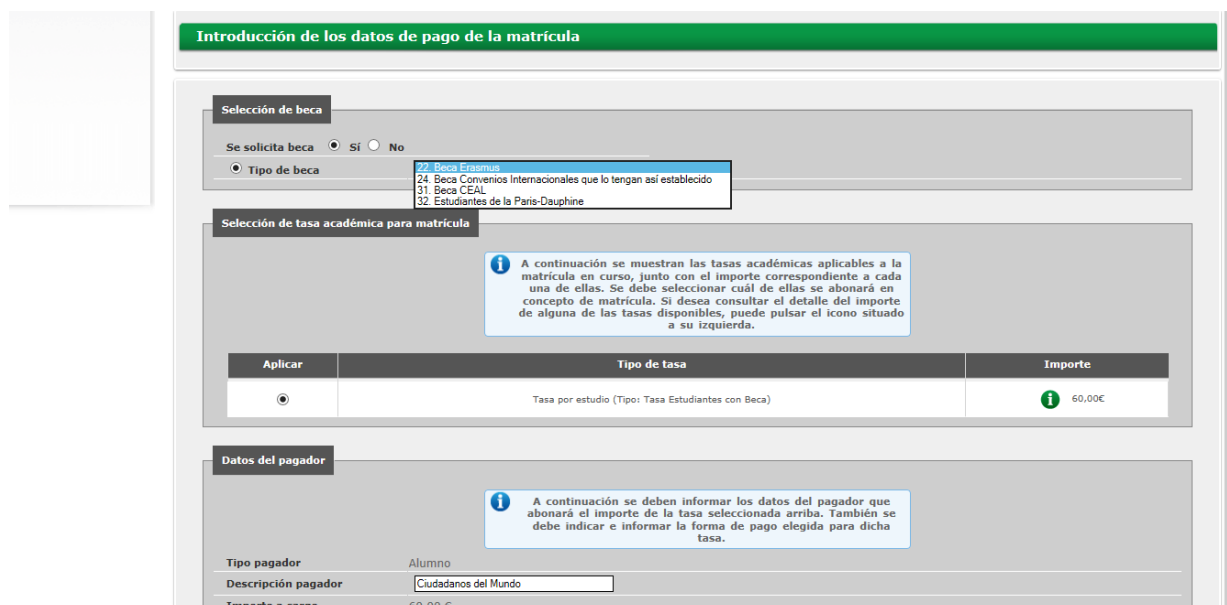 Introducción de los datos de pago de la matrícula
Selección de beca
Se solicita beca Sí No
Tipo de beca
22. Beca Erasmus
24. Beca Convenios Internacionales que lo tengan así establecido
31. Beca CEAL
32. Estudiantes de la Paris-Dauphine
Selección de tasa académica para matrícula
A continuación se muestran las tasas académicas aplicables a la
matrícula en curso, junto con el importe correspondiente a cada
una de ellas. Se debe seleccionar cuál de ellas se abonará en
concepto de matrícula. Si desea consultar el detalle del importe
de alguna de las tasas disponibles, puede pulsar el icono situado
a su izquierda.
Aplicar Tipo de tasa Importe
Tasa por estudio (Tipo: Tasa Estudiantes con Beca) 60,00€
Datos del pagador
A continuación se deben informar los datos del pagador que
abonará el importe de la tasa seleccionada arriba. También se
debe indicar e informar la forma de pago elegida para dicha
tasa.
Tipo pagador Alumno
Descripción pagador Ciudadanos del Mundo
Importe a cargo 60,00 €